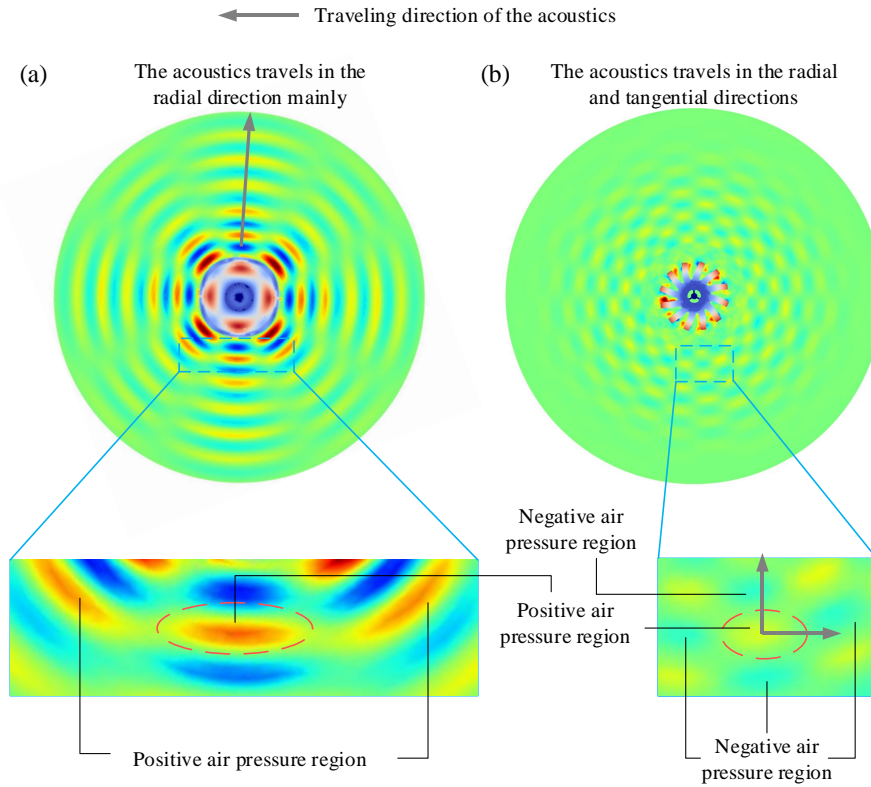 Traveling direction of the acoustics
(a)
The acoustics travels in the
radial direction mainly
(b)
The acoustics travels in the radial
and tangential directions
Negative air
pressure region
Positive air
pressure region
Positive air pressure region
Negative air
pressure region